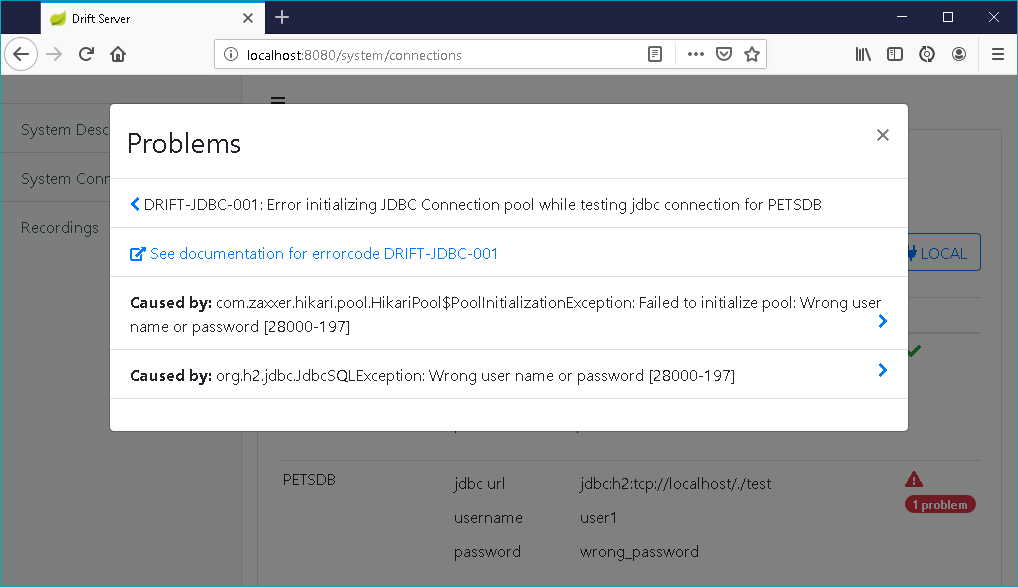 Drift Server
localhost:8080/system/connections
Problems
×
System Desc
DRIFT-JDBC-001: Error initializing JDBC Connection pool while testing jdbc connection for PETSDB
System Conn
Recordings
See documentation for errorcode DRIFT-JDBC-001
LOCAL
Caused by: com.zaxxer.hikari.pool.HikariPool$PoolInitializationException: Failed to initialize pool: Wrong user
name or password [28000-197]
Caused by: org.h2.jdbc.JdbcSQLException: Wrong user name or password [28000-197]
PETSDB
jdbc url
jdbc:h2:tcp://localhost/./test
1 problem
username
user1
password
wrong_password